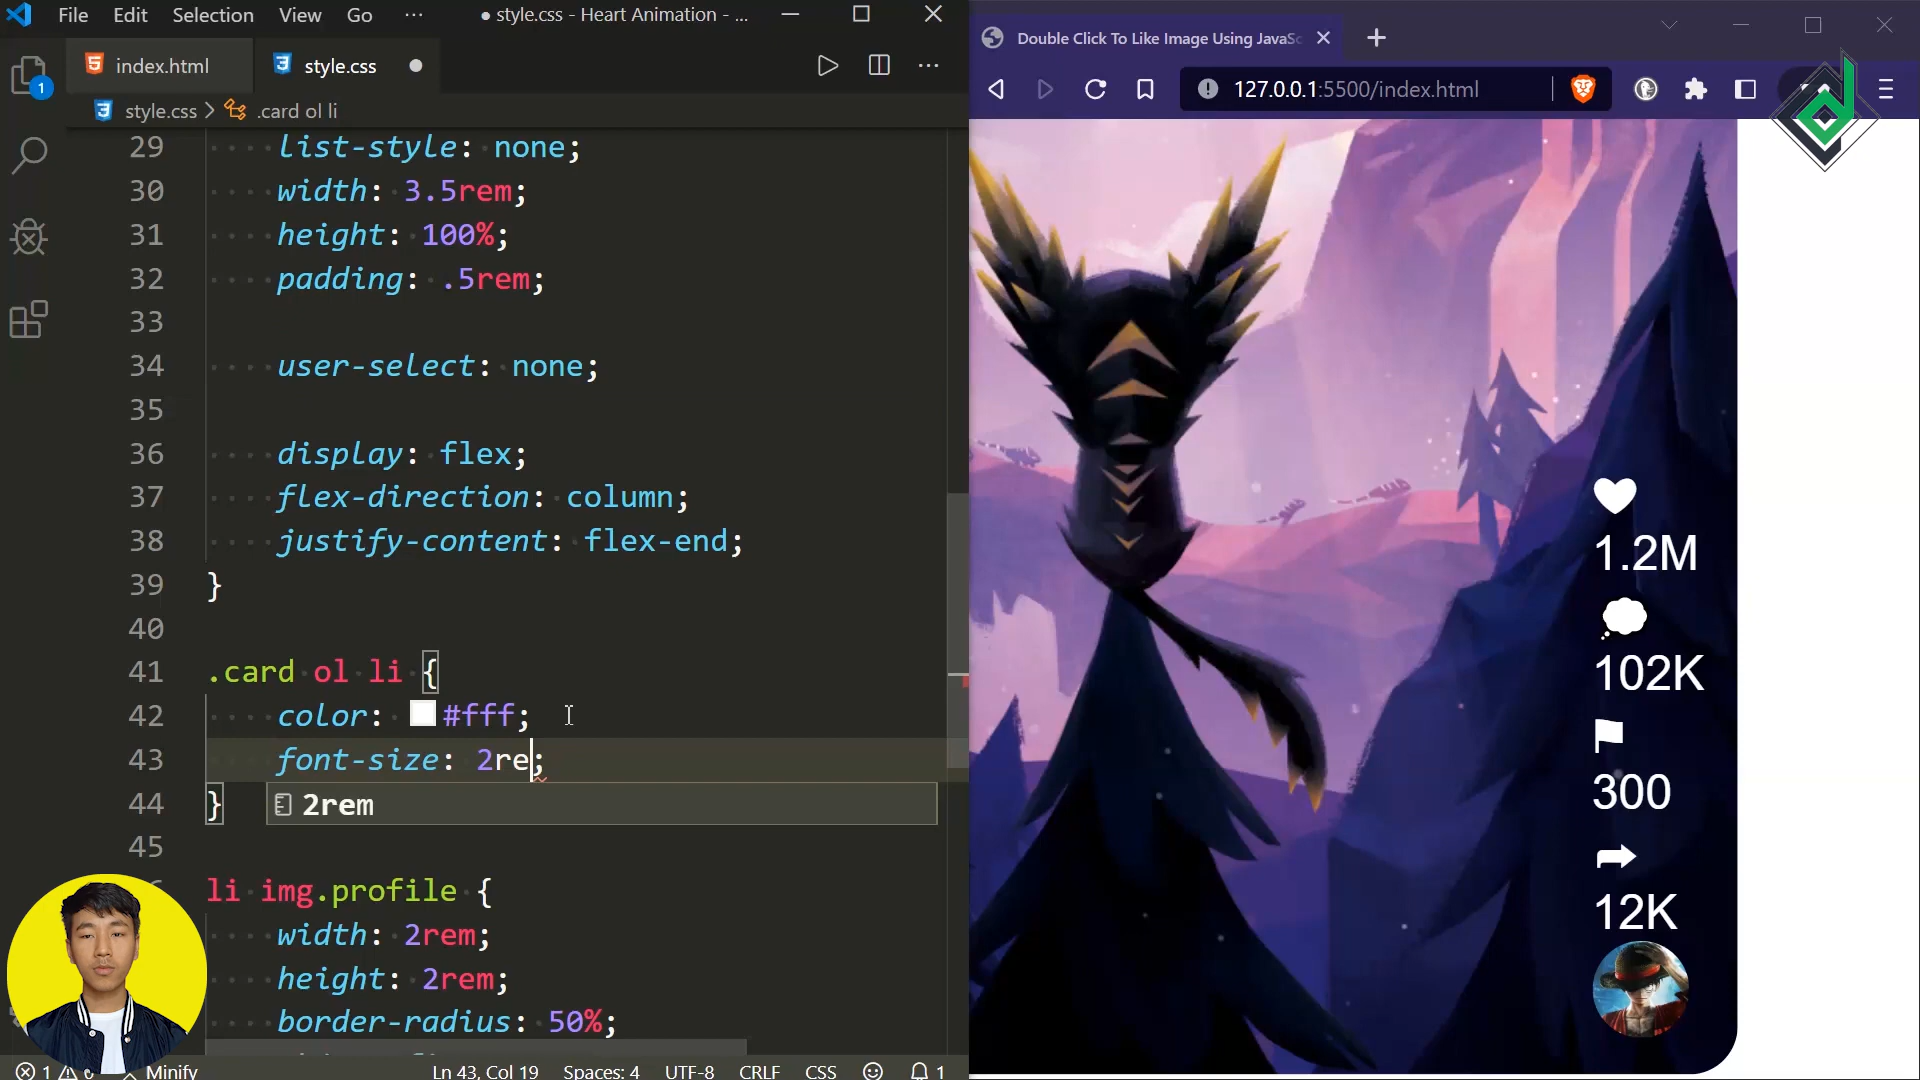 File Edit Selection View Go ··· ● style.css - Heart Animation - ...
index.html style.css ●
style.css > .card ol li
1
29 list-style: none;
30 width: 3.5rem;
31 height: 100%;
32 padding: .5rem;
33
34 user-select: none;
35
36 display: flex;
37 flex-direction: column;
38 justify-content: flex-end;
39 }
40
41 .card ol li {
42 color: #fff;
43 font-size: 2re;
44 }
2rem
45
li img.profile {
width: 2rem;
height: 2rem;
border-radius: 50%;
1 Minify Ln 43, Col 19 Spaces: 4 UTF-8 CRLF CSS 1
Double Click To Like Image Using JavaSc
127.0.0.1:5500/index.html
1.2M
102K
300
12K